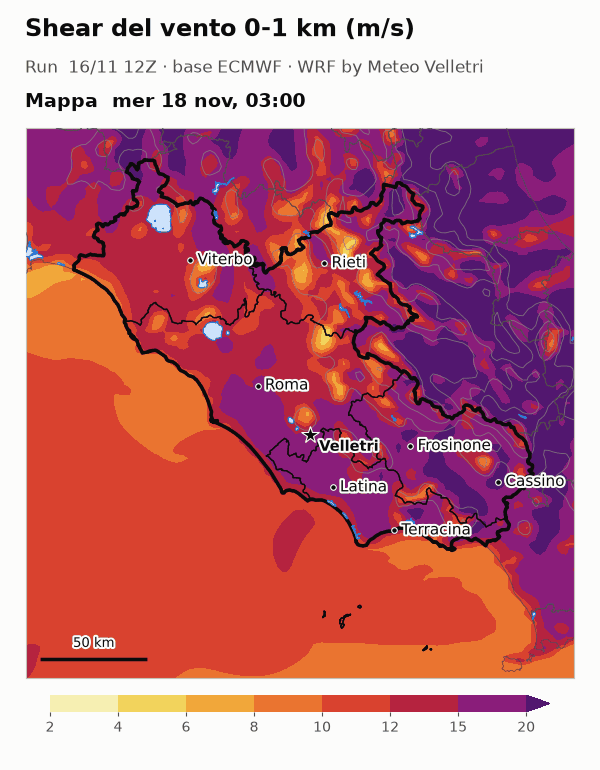 Shear del vento 0-1 km (m/s)
Run  16/11 12Z · base ECMWF · WRF by Meteo Velletri
Mappa  mer 18 nov, 03:00
Viterbo
Rieti
Roma
Velletri
Frosinone
Latina
Cassino
Terracina
50 km
2 4 6 8 10 12 15 20